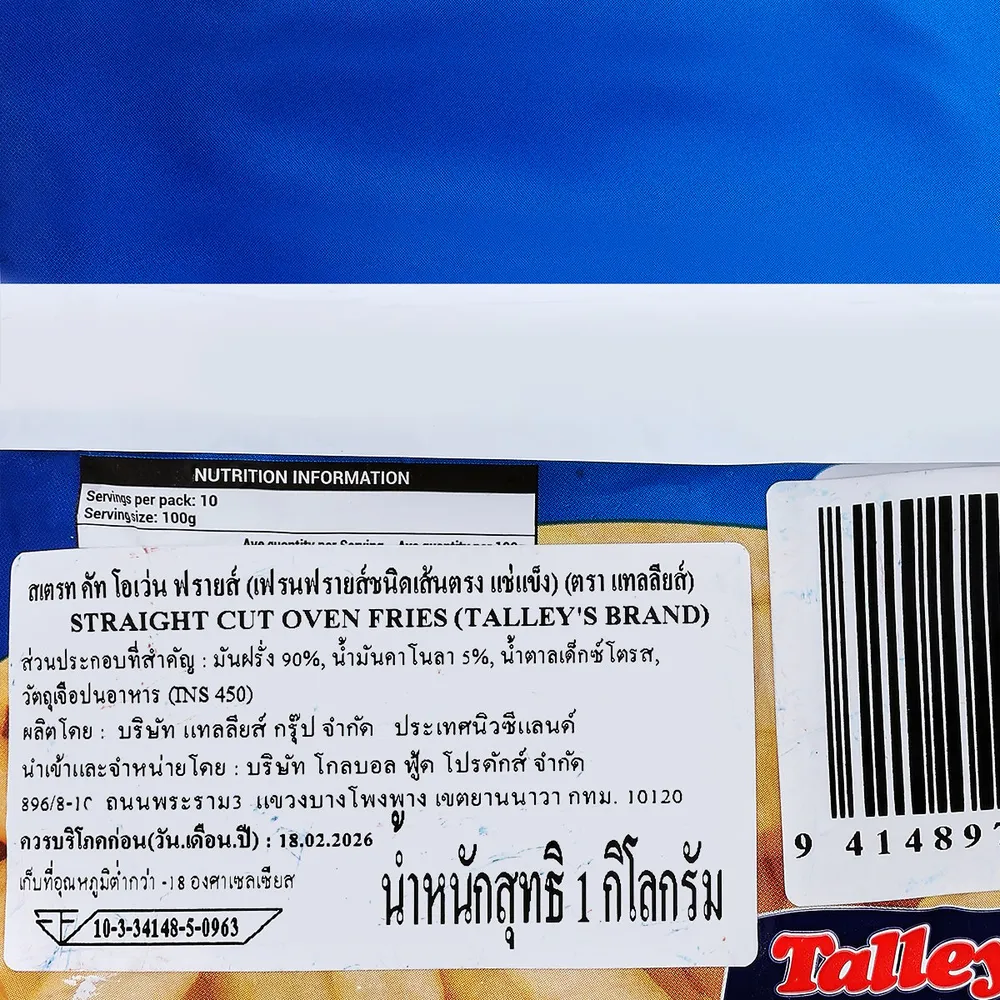 NUTRITION INFORMATION
Servings per pack: 10
Servingsize: 100g
Ave quantity per Serving Ave quantity per 100g
สเตรท คัท โอเว่น ฟรายส์ (เฟรนฟรายส์ชนิดเส้นตรง แช่แข็ง) (ตรา แทลลียส์)
STRAIGHT CUT OVEN FRIES (TALLEY'S BRAND)
ส่วนประกอบที่สำคัญ : มันฝรั่ง 90%, น้ำมันคาโนลา 5%, น้ำตาลเด็กซ์โตรส,
วัตถุเจือปนอาหาร (INS 450)
ผลิตโดย : บริษัท แทลลียส์ กรุ๊ป จำกัด ประเทศนิวซีแลนด์
นำเข้าและจำหน่ายโดย : บริษัท โกลบอล ฟู้ด โปรดักส์ จำกัด
896/8-10 ถนนพระราม3 แขวงบางโพงพาง เขตยานนาวา กทม. 10120
ควรบริโภคก่อน(วัน.เดือน.ปี) : 18.02.2026
เก็บที่อุณหภูมิต่ำกว่า -18 องศาเซลเซียส
10-3-34148-5-0963
น้ำหนักสุทธิ 1 กิโลกรัม
9 414897
Talley